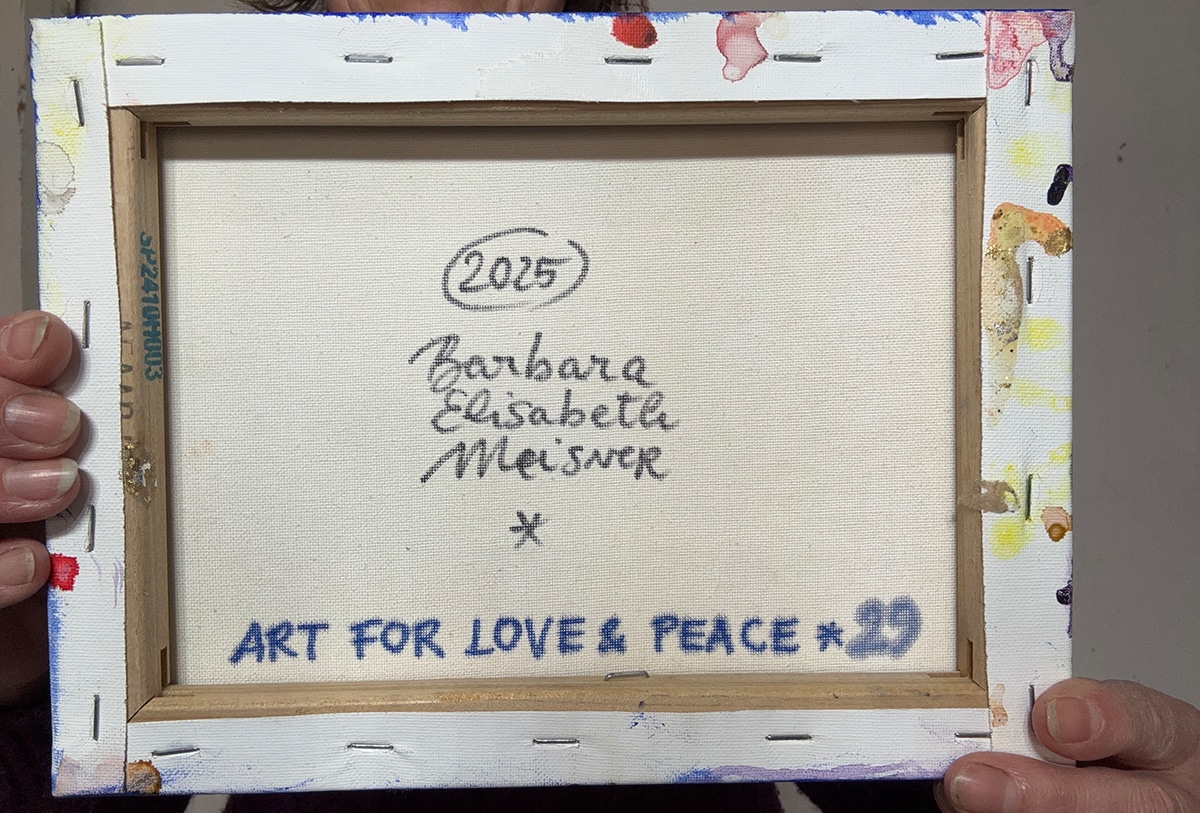 2025
Barbara
Elisabeth
Meisner
*
ART FOR LOVE & PEACE *29